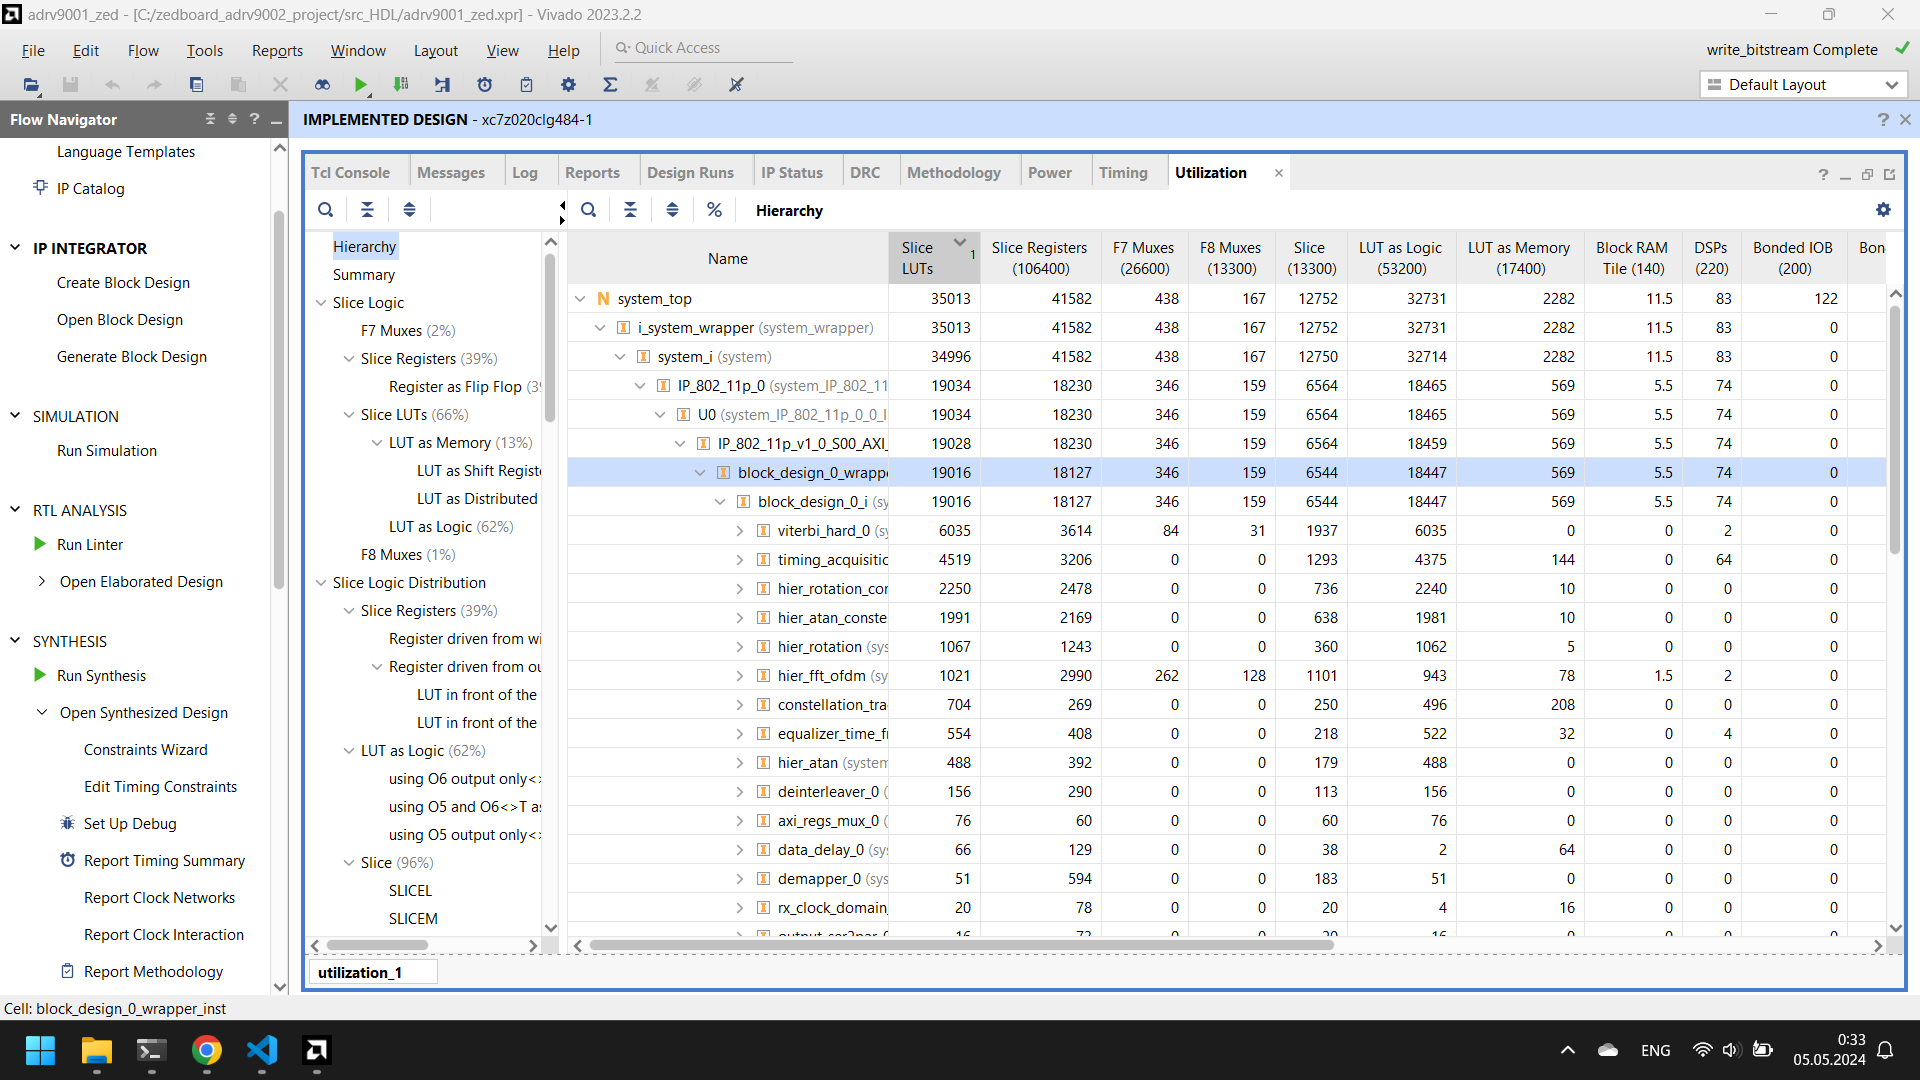 adrv9001_zed - [C:/zedboard_adrv9002_project/src_HDL/adrv9001_zed.xpr] - Vivado 2023.2.2
File Edit Flow Tools Reports Window Layout View Help Quick Access
write_bitstream Complete
Default Layout
Flow Navigator
IMPLEMENTED DESIGN - xc7z020clg484-1
Language Templates
IP Catalog
IP INTEGRATOR
Create Block Design
Open Block Design
Generate Block Design
SIMULATION
Run Simulation
RTL ANALYSIS
Run Linter
Open Elaborated Design
SYNTHESIS
Run Synthesis
Open Synthesized Design
Constraints Wizard
Edit Timing Constraints
Set Up Debug
Report Timing Summary
Report Clock Networks
Report Clock Interaction
Report Methodology
Tcl Console Messages Log Reports Design Runs IP Status DRC Methodology Power Timing Utilization
Hierarchy
Hierarchy
Summary
Slice Logic
F7 Muxes (2%)
Slice Registers (39%)
Register as Flip Flop (39
Slice LUTs (66%)
LUT as Memory (13%)
LUT as Shift Registe
LUT as Distributed
LUT as Logic (62%)
F8 Muxes (1%)
Slice Logic Distribution
Slice Registers (39%)
Register driven from wi
Register driven from ou
LUT in front of the
LUT in front of the
LUT as Logic (62%)
using O6 output only<>
using O5 and O6<>T as
using O5 output only<>
Slice (96%)
SLICEL
SLICEM
Name Slice LUTs 1 Slice Registers (106400) F7 Muxes (26600) F8 Muxes (13300) Slice (13300) LUT as Logic (53200) LUT as Memory (17400) Block RAM Tile (140) DSPs (220) Bonded IOB (200) Bon
N system_top 35013 41582 438 167 12752 32731 2282 11.5 83 122
i_system_wrapper (system_wrapper) 35013 41582 438 167 12752 32731 2282 11.5 83 0
system_i (system) 34996 41582 438 167 12750 32714 2282 11.5 83 0
IP_802_11p_0 (system_IP_802_11 19034 18230 346 159 6564 18465 569 5.5 74 0
U0 (system_IP_802_11p_0_0_I 19034 18230 346 159 6564 18465 569 5.5 74 0
IP_802_11p_v1_0_S00_AXI_ 19028 18230 346 159 6564 18459 569 5.5 74 0
block_design_0_wrappe 19016 18127 346 159 6544 18447 569 5.5 74 0
block_design_0_i (sy 19016 18127 346 159 6544 18447 569 5.5 74 0
viterbi_hard_0 (sy 6035 3614 84 31 1937 6035 0 0 2 0
timing_acquisitic 4519 3206 0 0 1293 4375 144 0 64 0
hier_rotation_cor 2250 2478 0 0 736 2240 10 0 0 0
hier_atan_conste 1991 2169 0 0 638 1981 10 0 0 0
hier_rotation (sys 1067 1243 0 0 360 1062 5 0 0 0
hier_fft_ofdm (sy 1021 2990 262 128 1101 943 78 1.5 2 0
constellation_tra 704 269 0 0 250 496 208 0 0 0
equalizer_time_fr 554 408 0 0 218 522 32 0 4 0
hier_atan (system 488 392 0 0 179 488 0 0 0 0
deinterleaver_0 ( 156 290 0 0 113 156 0 0 0 0
axi_regs_mux_0 ( 76 60 0 0 60 76 0 0 0 0
data_delay_0 (sys 66 129 0 0 38 2 64 0 0 0
demapper_0 (sys 51 594 0 0 183 51 0 0 0 0
rx_clock_domain_ 20 78 0 0 20 4 16 0 0 0
output_ser2par_0 16 73 0 0 20 16 0 0 0 0
utilization_1
Cell: block_design_0_wrapper_inst
ENG
0:33
05.05.2024